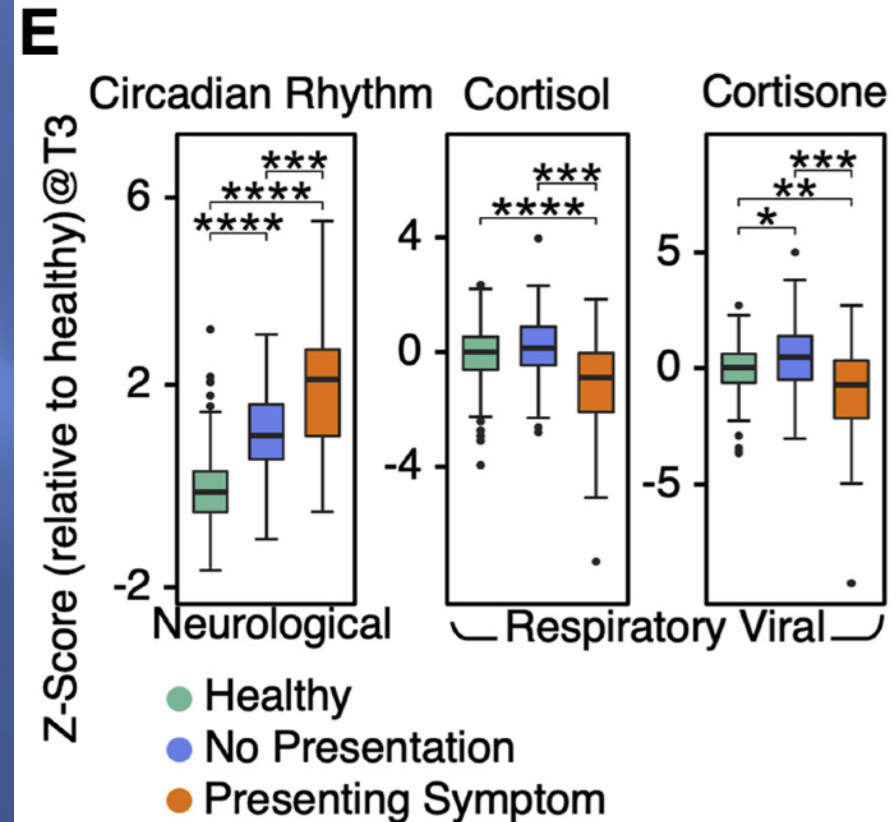 E
Circadian Rhythm Cortisol Cortisone
Z-Score (relative to healthy)@T3
6
2
-2
***
****
****
4
0
-4
***
****
5
0
-5
***
**
*
Neurological
Respiratory Viral
Healthy
No Presentation
Presenting Symptom